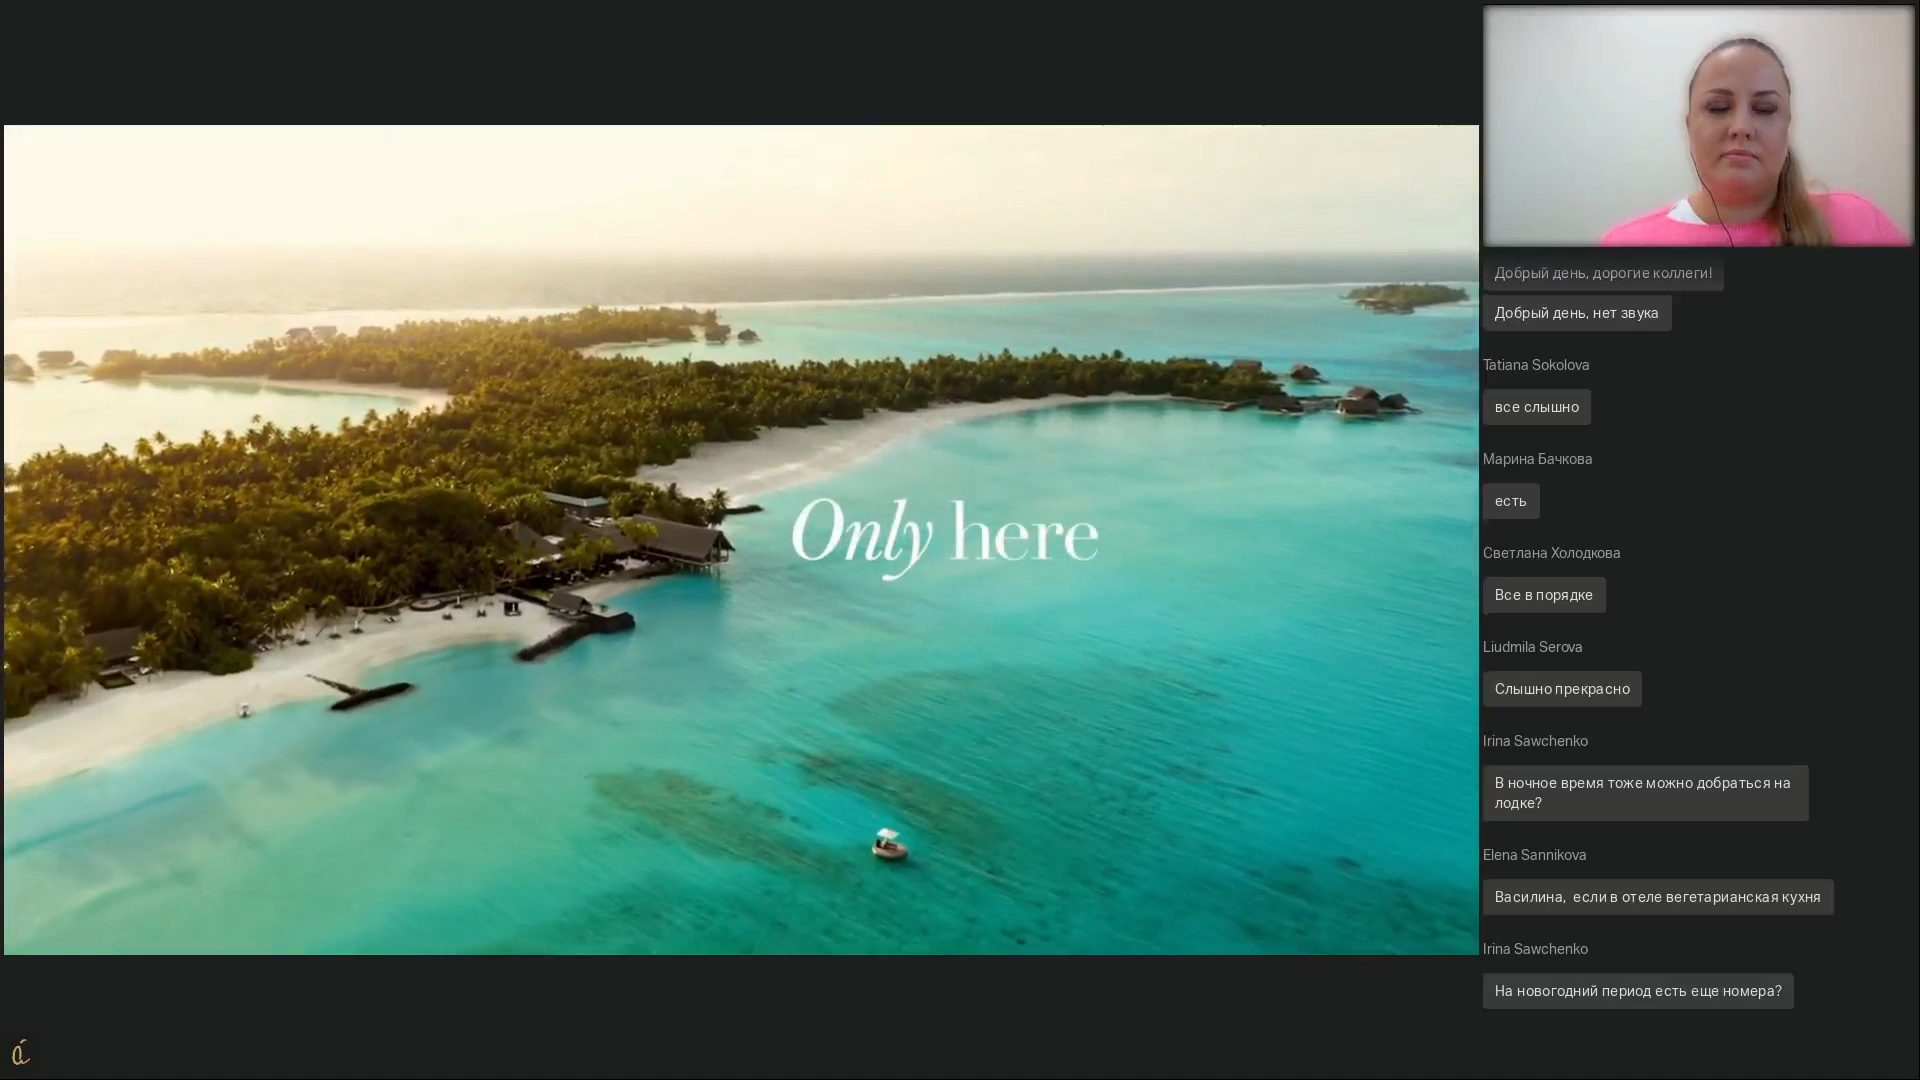 Only here
Добрый день, дорогие коллеги!
Добрый день, нет звука
Tatiana Sokolova
все слышно
Марина Бачкова
есть
Светлана Холодкова
Все в порядке
Liudmila Serova
Слышно прекрасно
Irina Sawchenko
В ночное время тоже можно добраться на
лодке?
Elena Sannikova
Василина,  если в отеле вегетарианская кухня
Irina Sawchenko
На новогодний период есть еще номера?
á